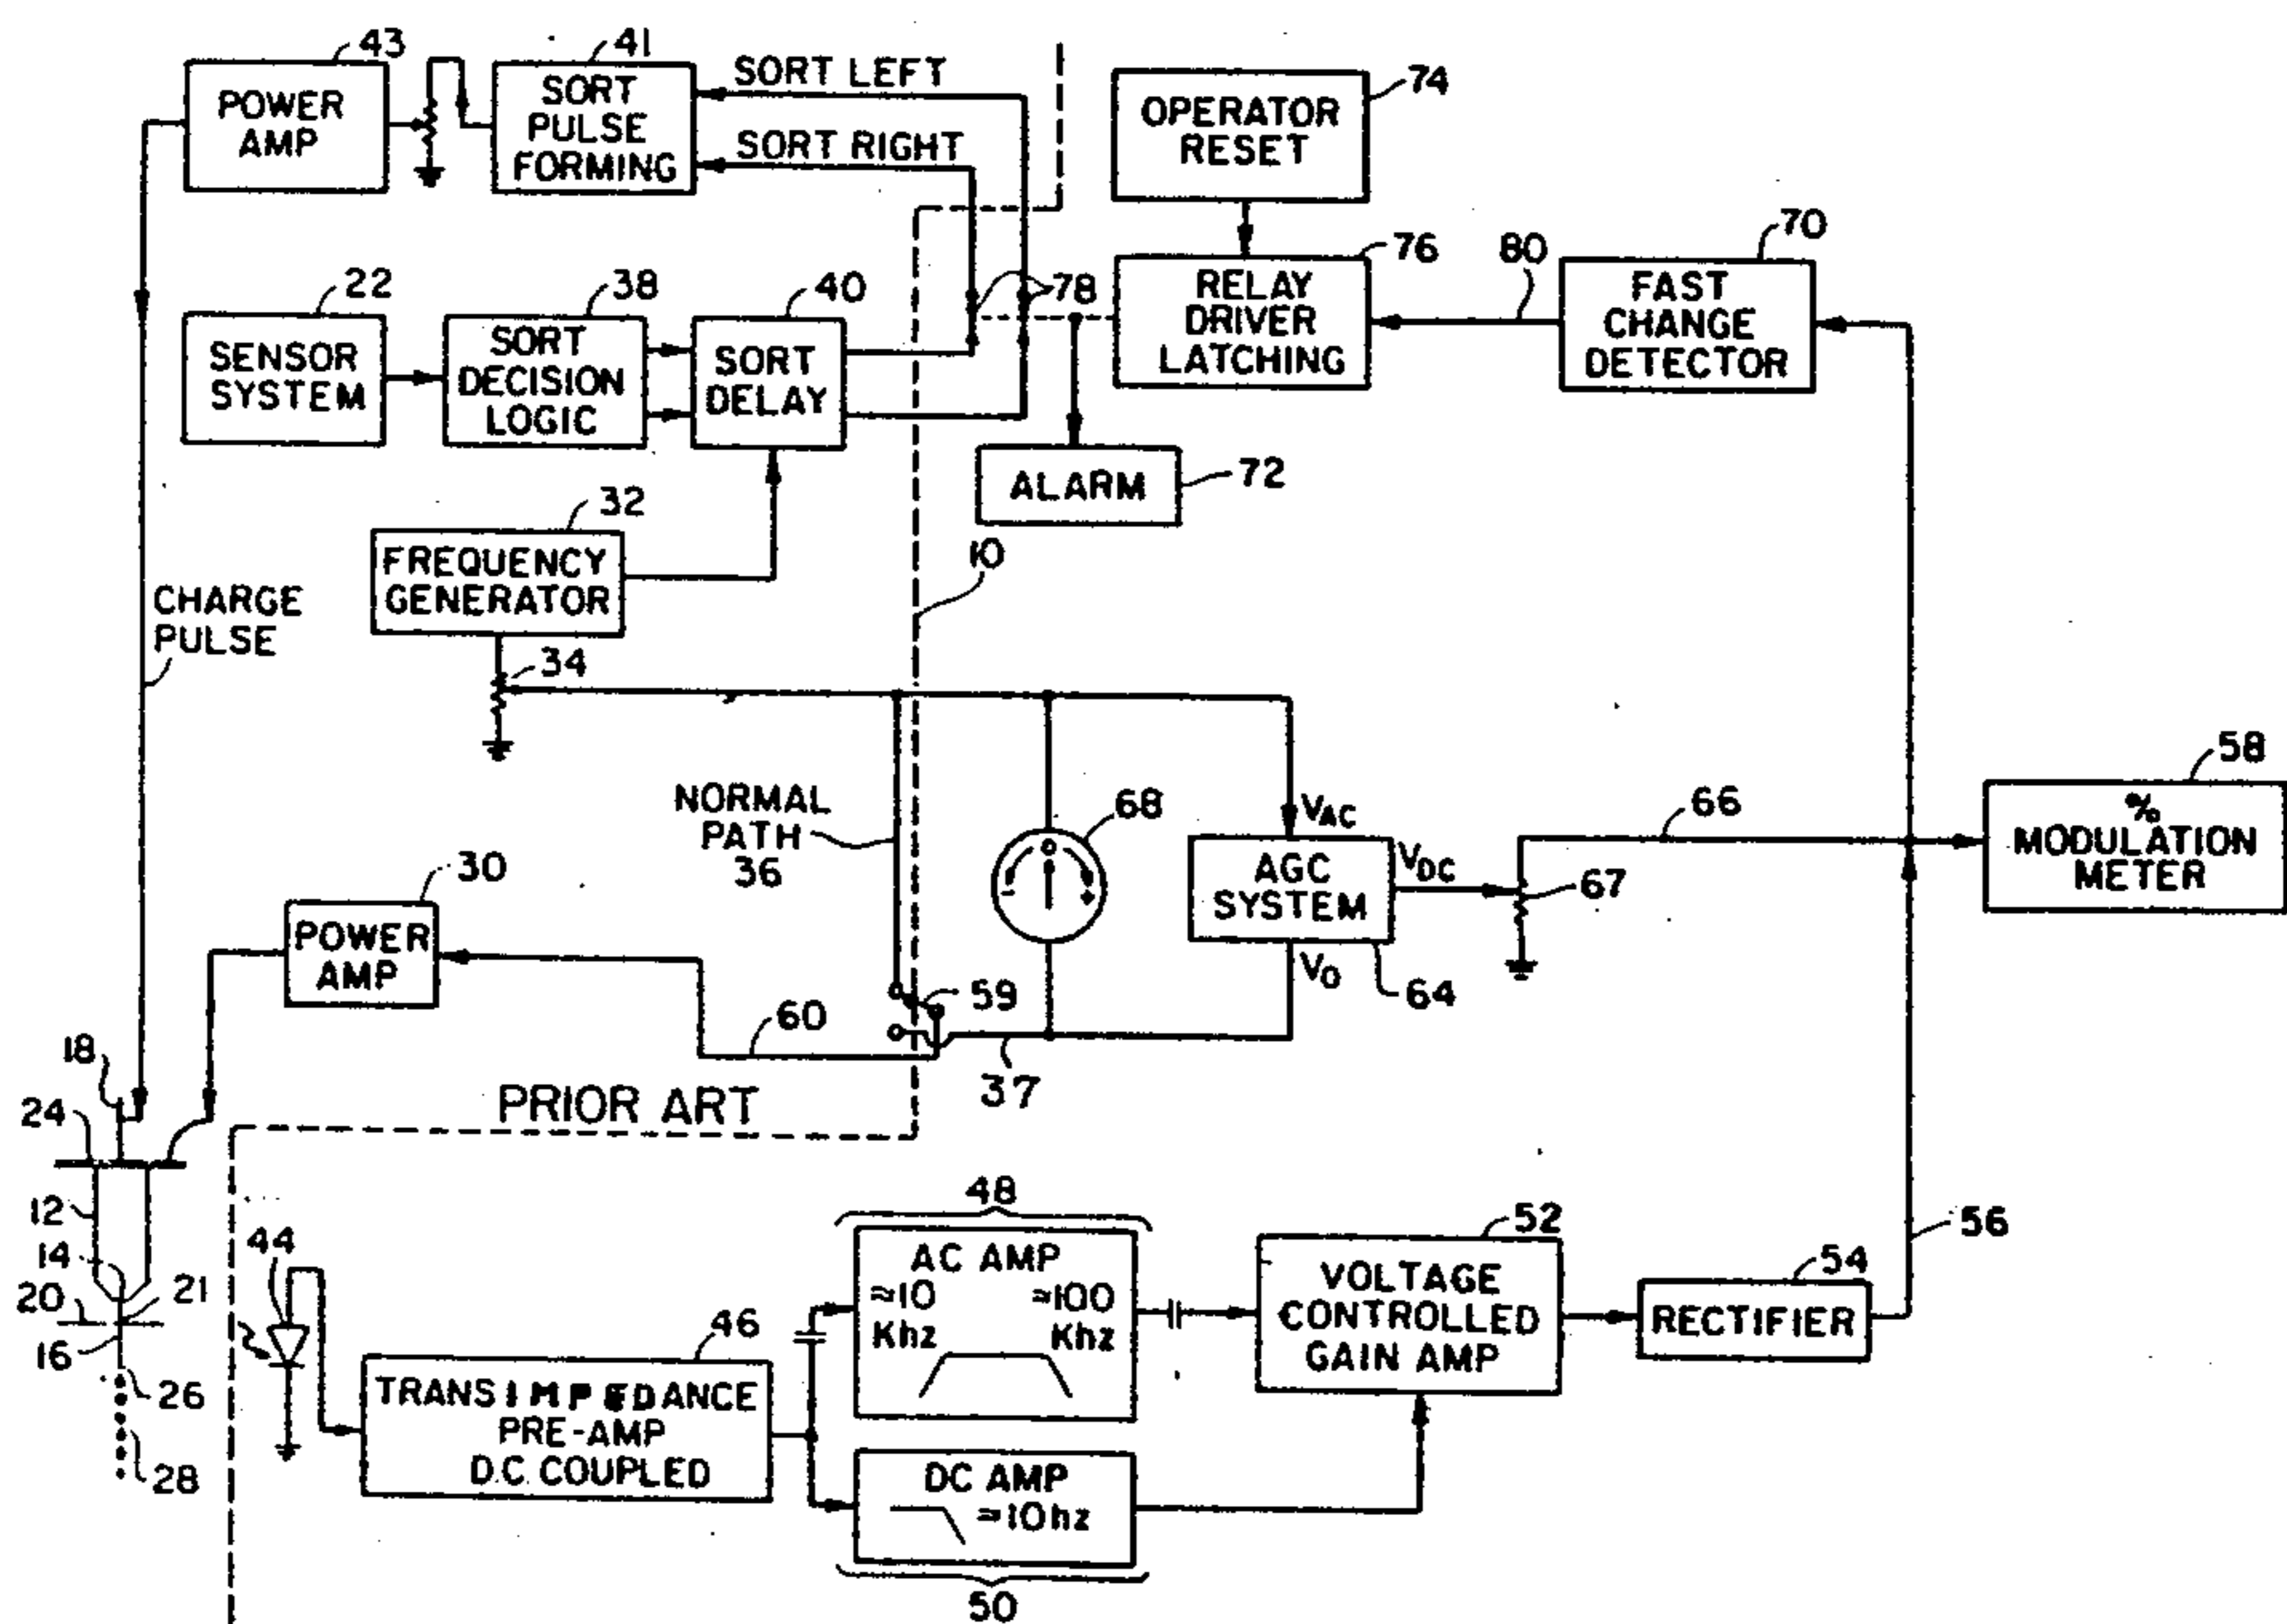 43
POWER
AMP
41
SORT
PULSE
FORMING
SORT LEFT
SORT RIGHT
OPERATOR
RESET
74
22
SENSOR
SYSTEM
38
SORT
DECISION
LOGIC
40
SORT
DELAY
78
76
RELAY
DRIVER
LATCHING
80
70
FAST
CHANGE
DETECTOR
ALARM
72
32
FREQUENCY
GENERATOR
10
CHARGE
PULSE
34
NORMAL
PATH
36
68
- 0 +
VAC
AGC
SYSTEM
VDC
VO
64
66
67
58
%
MODULATION
METER
30
POWER
AMP
59
60
37
PRIOR ART
18
24
12
14
20
21
16
26
28
44
46
TRANSIMPEDANCE
PRE-AMP
D.C COUPLED
48
AC AMP
≈10
Khz
≈100
Khz
DC AMP
≈10hz
50
52
VOLTAGE
CONTROLLED
GAIN AMP
54
RECTIFIER
56